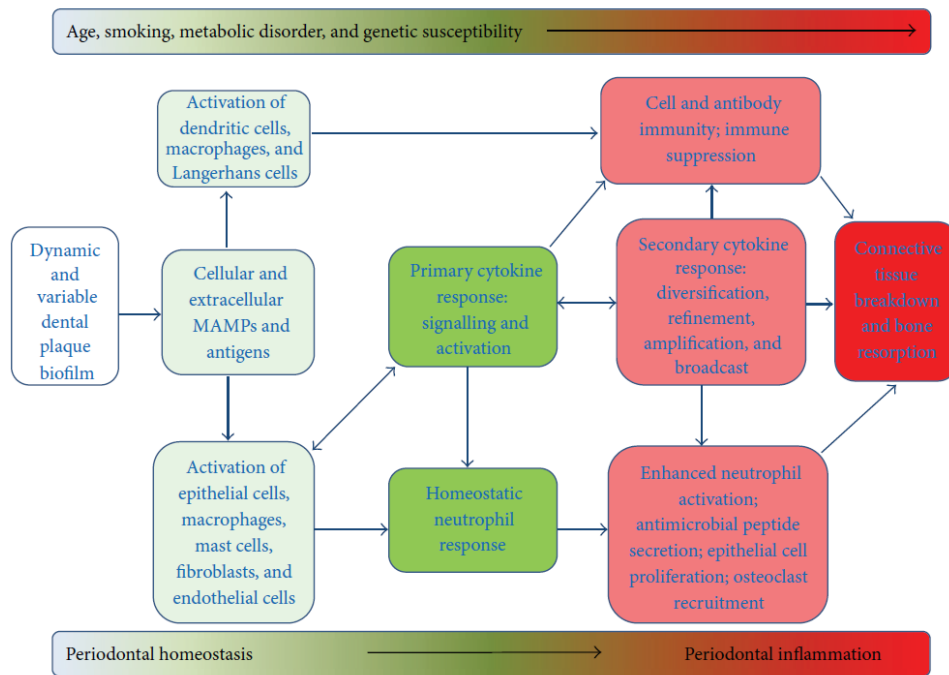 Age, smoking, metabolic disorder, and genetic susceptibility
Activation of
dendritic cells,
macrophages, and
Langerhans cells
Cell and antibody
immunity; immune
suppression
Dynamic
and
variable
dental
plaque
biofilm
Cellular and
extracellular
MAMPs and
antigens
Primary cytokine
response:
signalling and
activation
Secondary cytokine
response:
diversification,
refinement,
amplification, and
broadcast
Connective
tissue
breakdown
and bone
resorption
Activation of
epithelial cells,
macrophages,
mast cells,
fibroblasts, and
endothelial cells
Homeostatic
neutrophil
response
Enhanced neutrophil
activation;
antimicrobial peptide
secretion; epithelial cell
proliferation; osteoclast
recruitment
Periodontal homeostasis
Periodontal inflammation